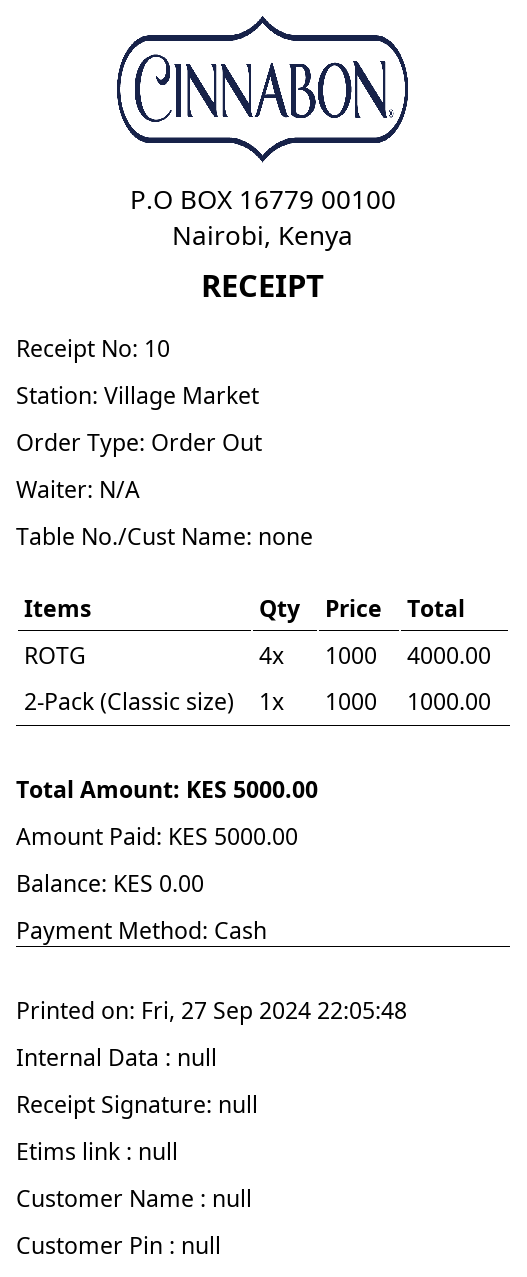 CINNABON®
P.O BOX 16779 00100
Nairobi, Kenya
RECEIPT
Receipt No: 10
Station: Village Market
Order Type: Order Out
Waiter: N/A
Table No./Cust Name: none
Items Qty Price Total
ROTG 4x 1000 4000.00
2-Pack (Classic size) 1x 1000 1000.00
Total Amount: KES 5000.00
Amount Paid: KES 5000.00
Balance: KES 0.00
Payment Method: Cash
Printed on: Fri, 27 Sep 2024 22:05:48
Internal Data : null
Receipt Signature: null
Etims link : null
Customer Name : null
Customer Pin : null